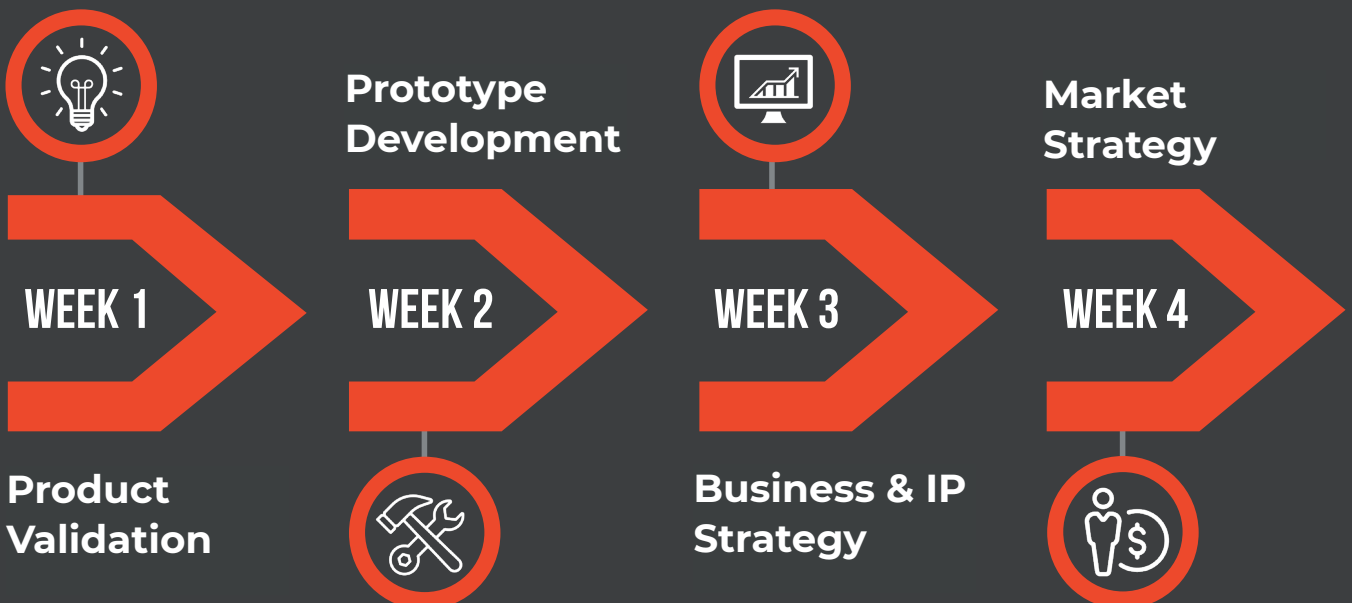 WEEK 1
Product
Validation
Prototype
Development
WEEK 2
WEEK 3
Business & IP
Strategy
Market
Strategy
WEEK 4